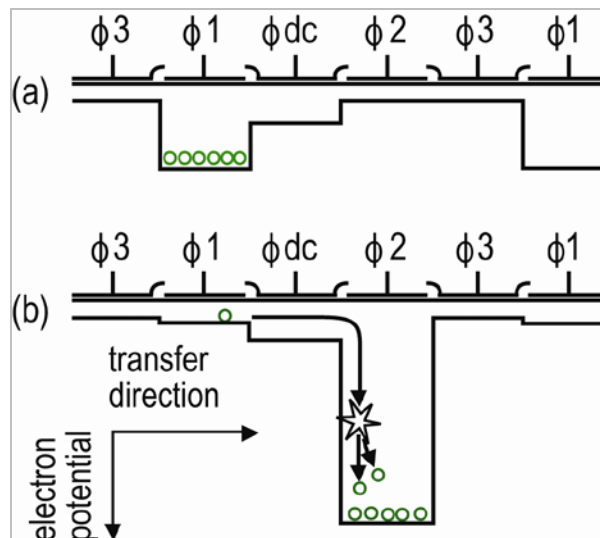 ϕ3 ϕ1 ϕdc ϕ2 ϕ3 ϕ1
(a)
ϕ3 ϕ1 ϕdc ϕ2 ϕ3 ϕ1
(b)
transfer
direction
electron
potential